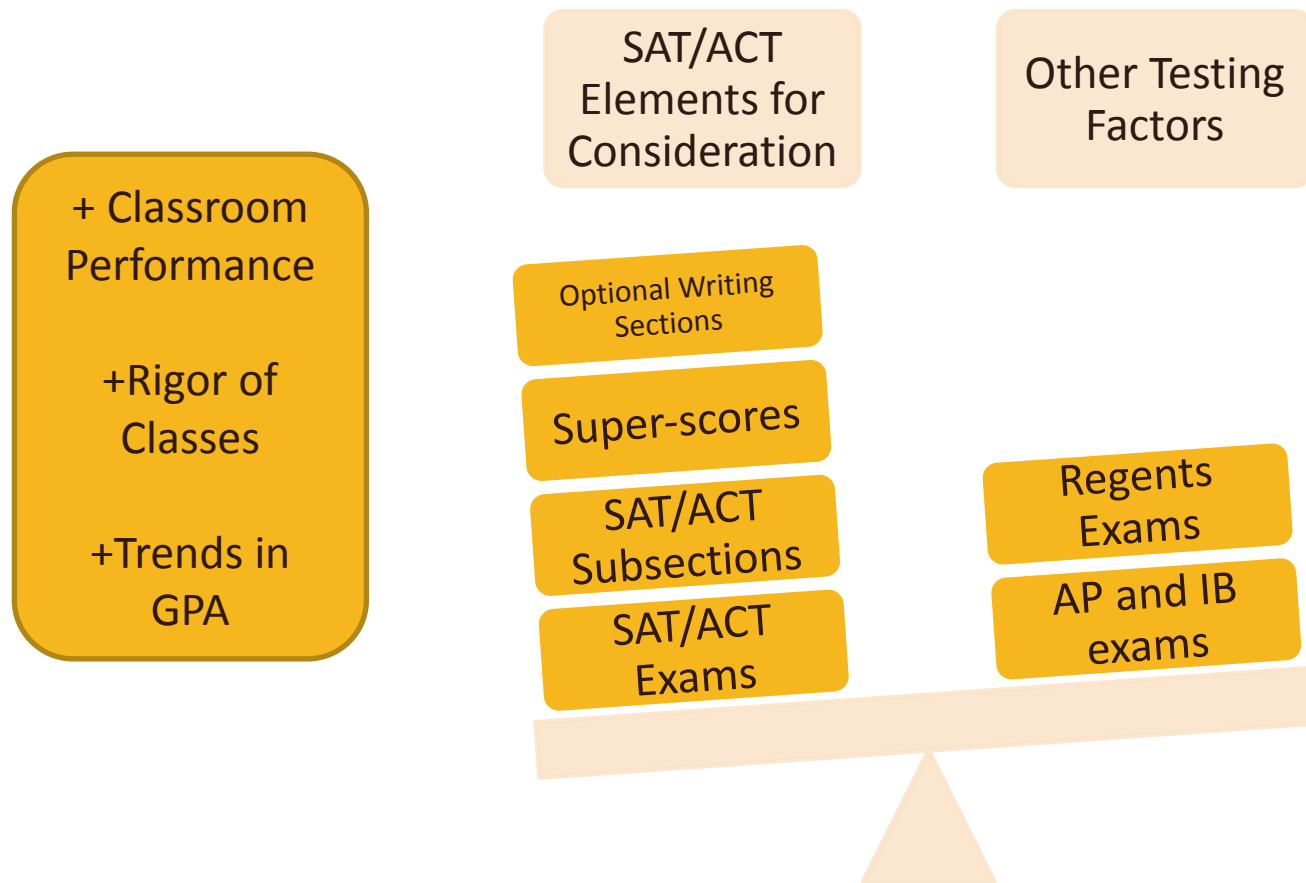 + Classroom
Performance
+Rigor of
Classes
+Trends in
GPA
SAT/ACT
Elements for
Consideration
Optional Writing
Sections
Super-scores
SAT/ACT
Subsections
SAT/ACT
Exams
Other Testing
Factors
Regents
Exams
AP and IB
exams